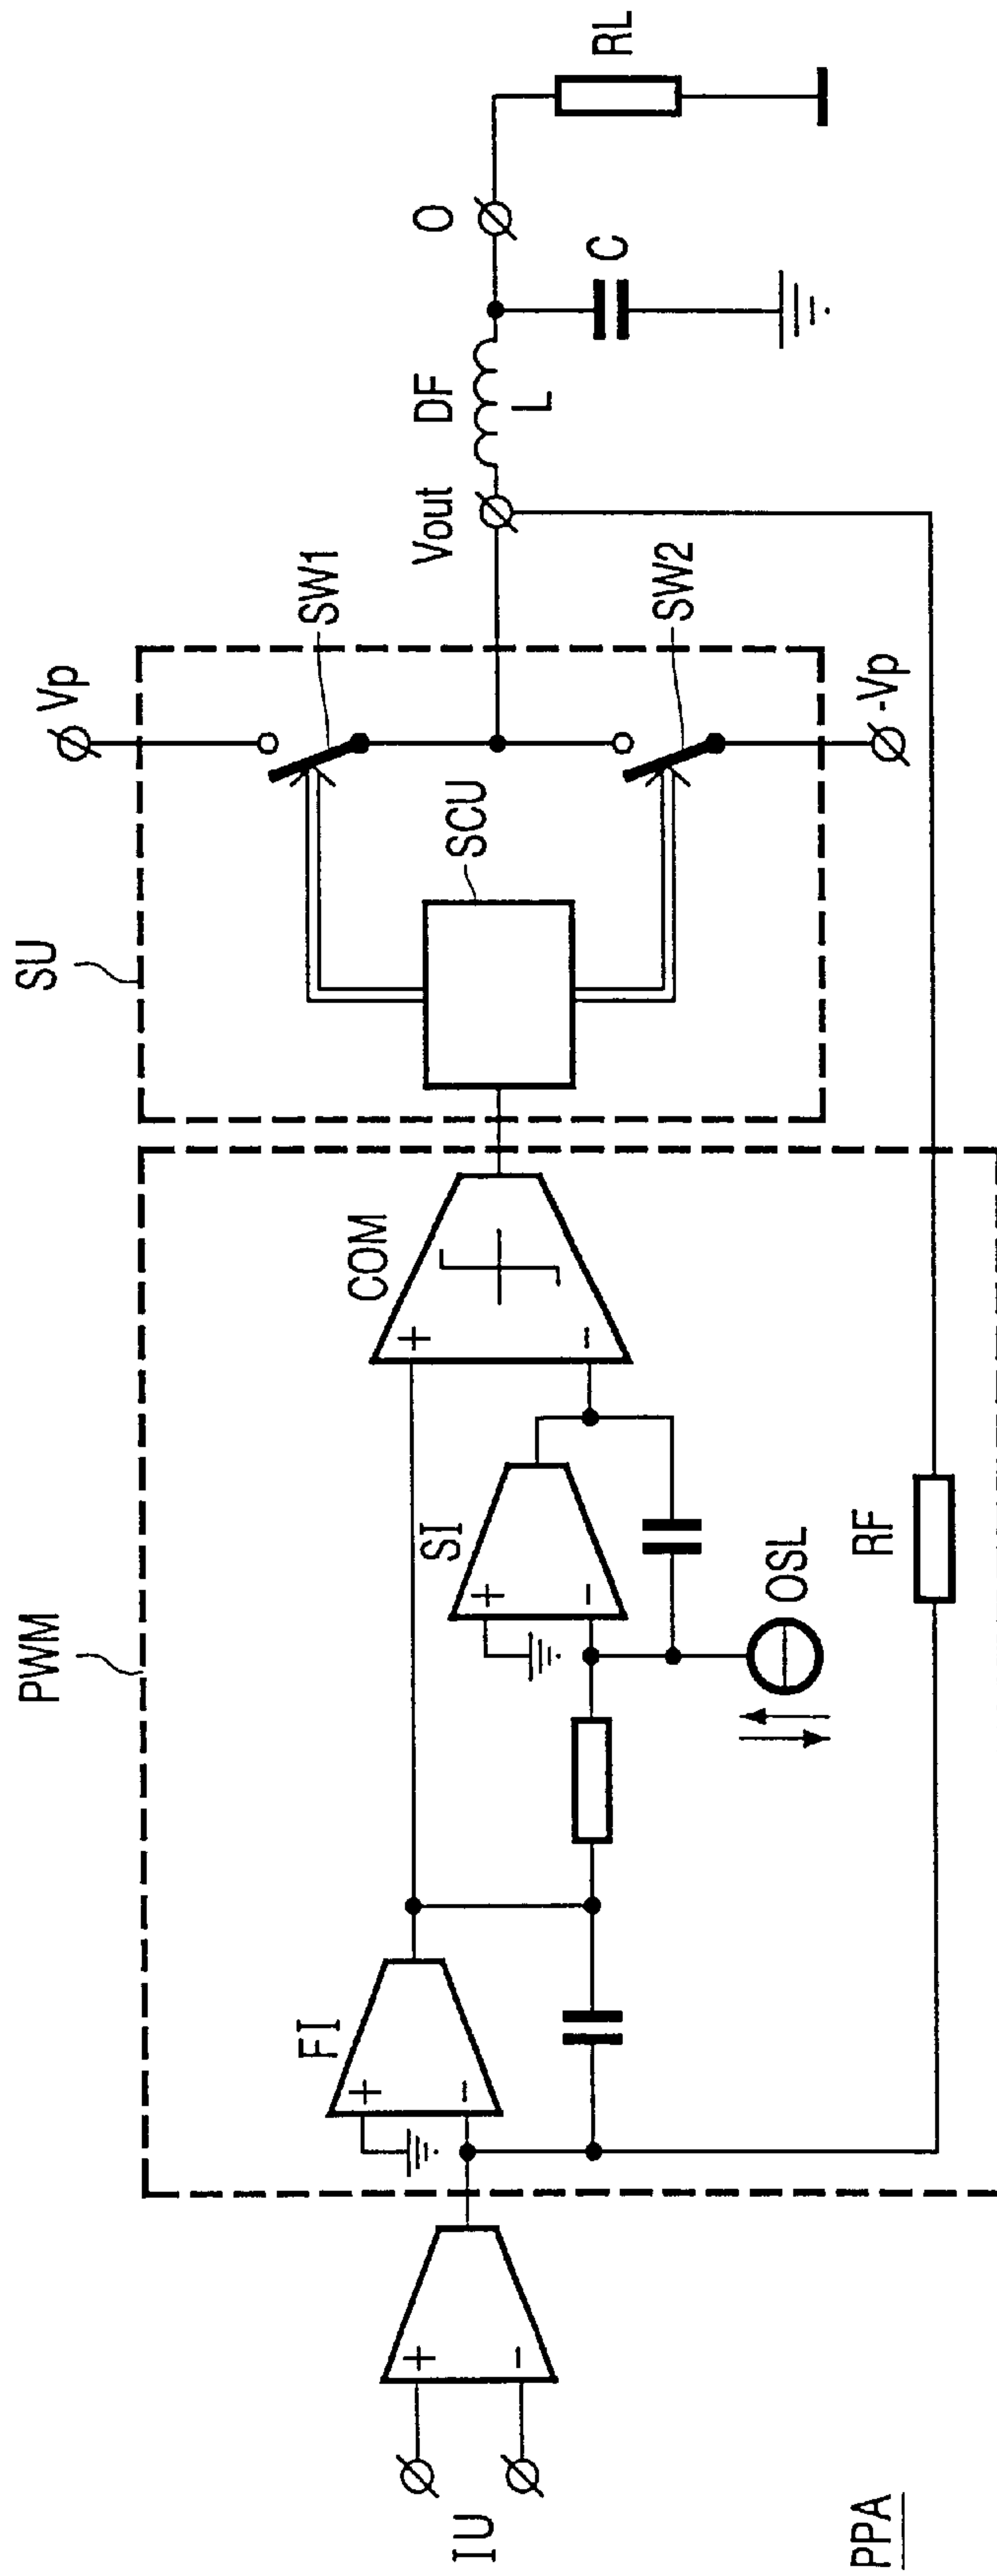 PPA
IU
+
-
PWM
FI
+
-
SI
+
-
OSL
RF
COM
+
-
SU
SCU
Vp
SW1
SW2
-Vp
Vout
DF
L
O
C
RL